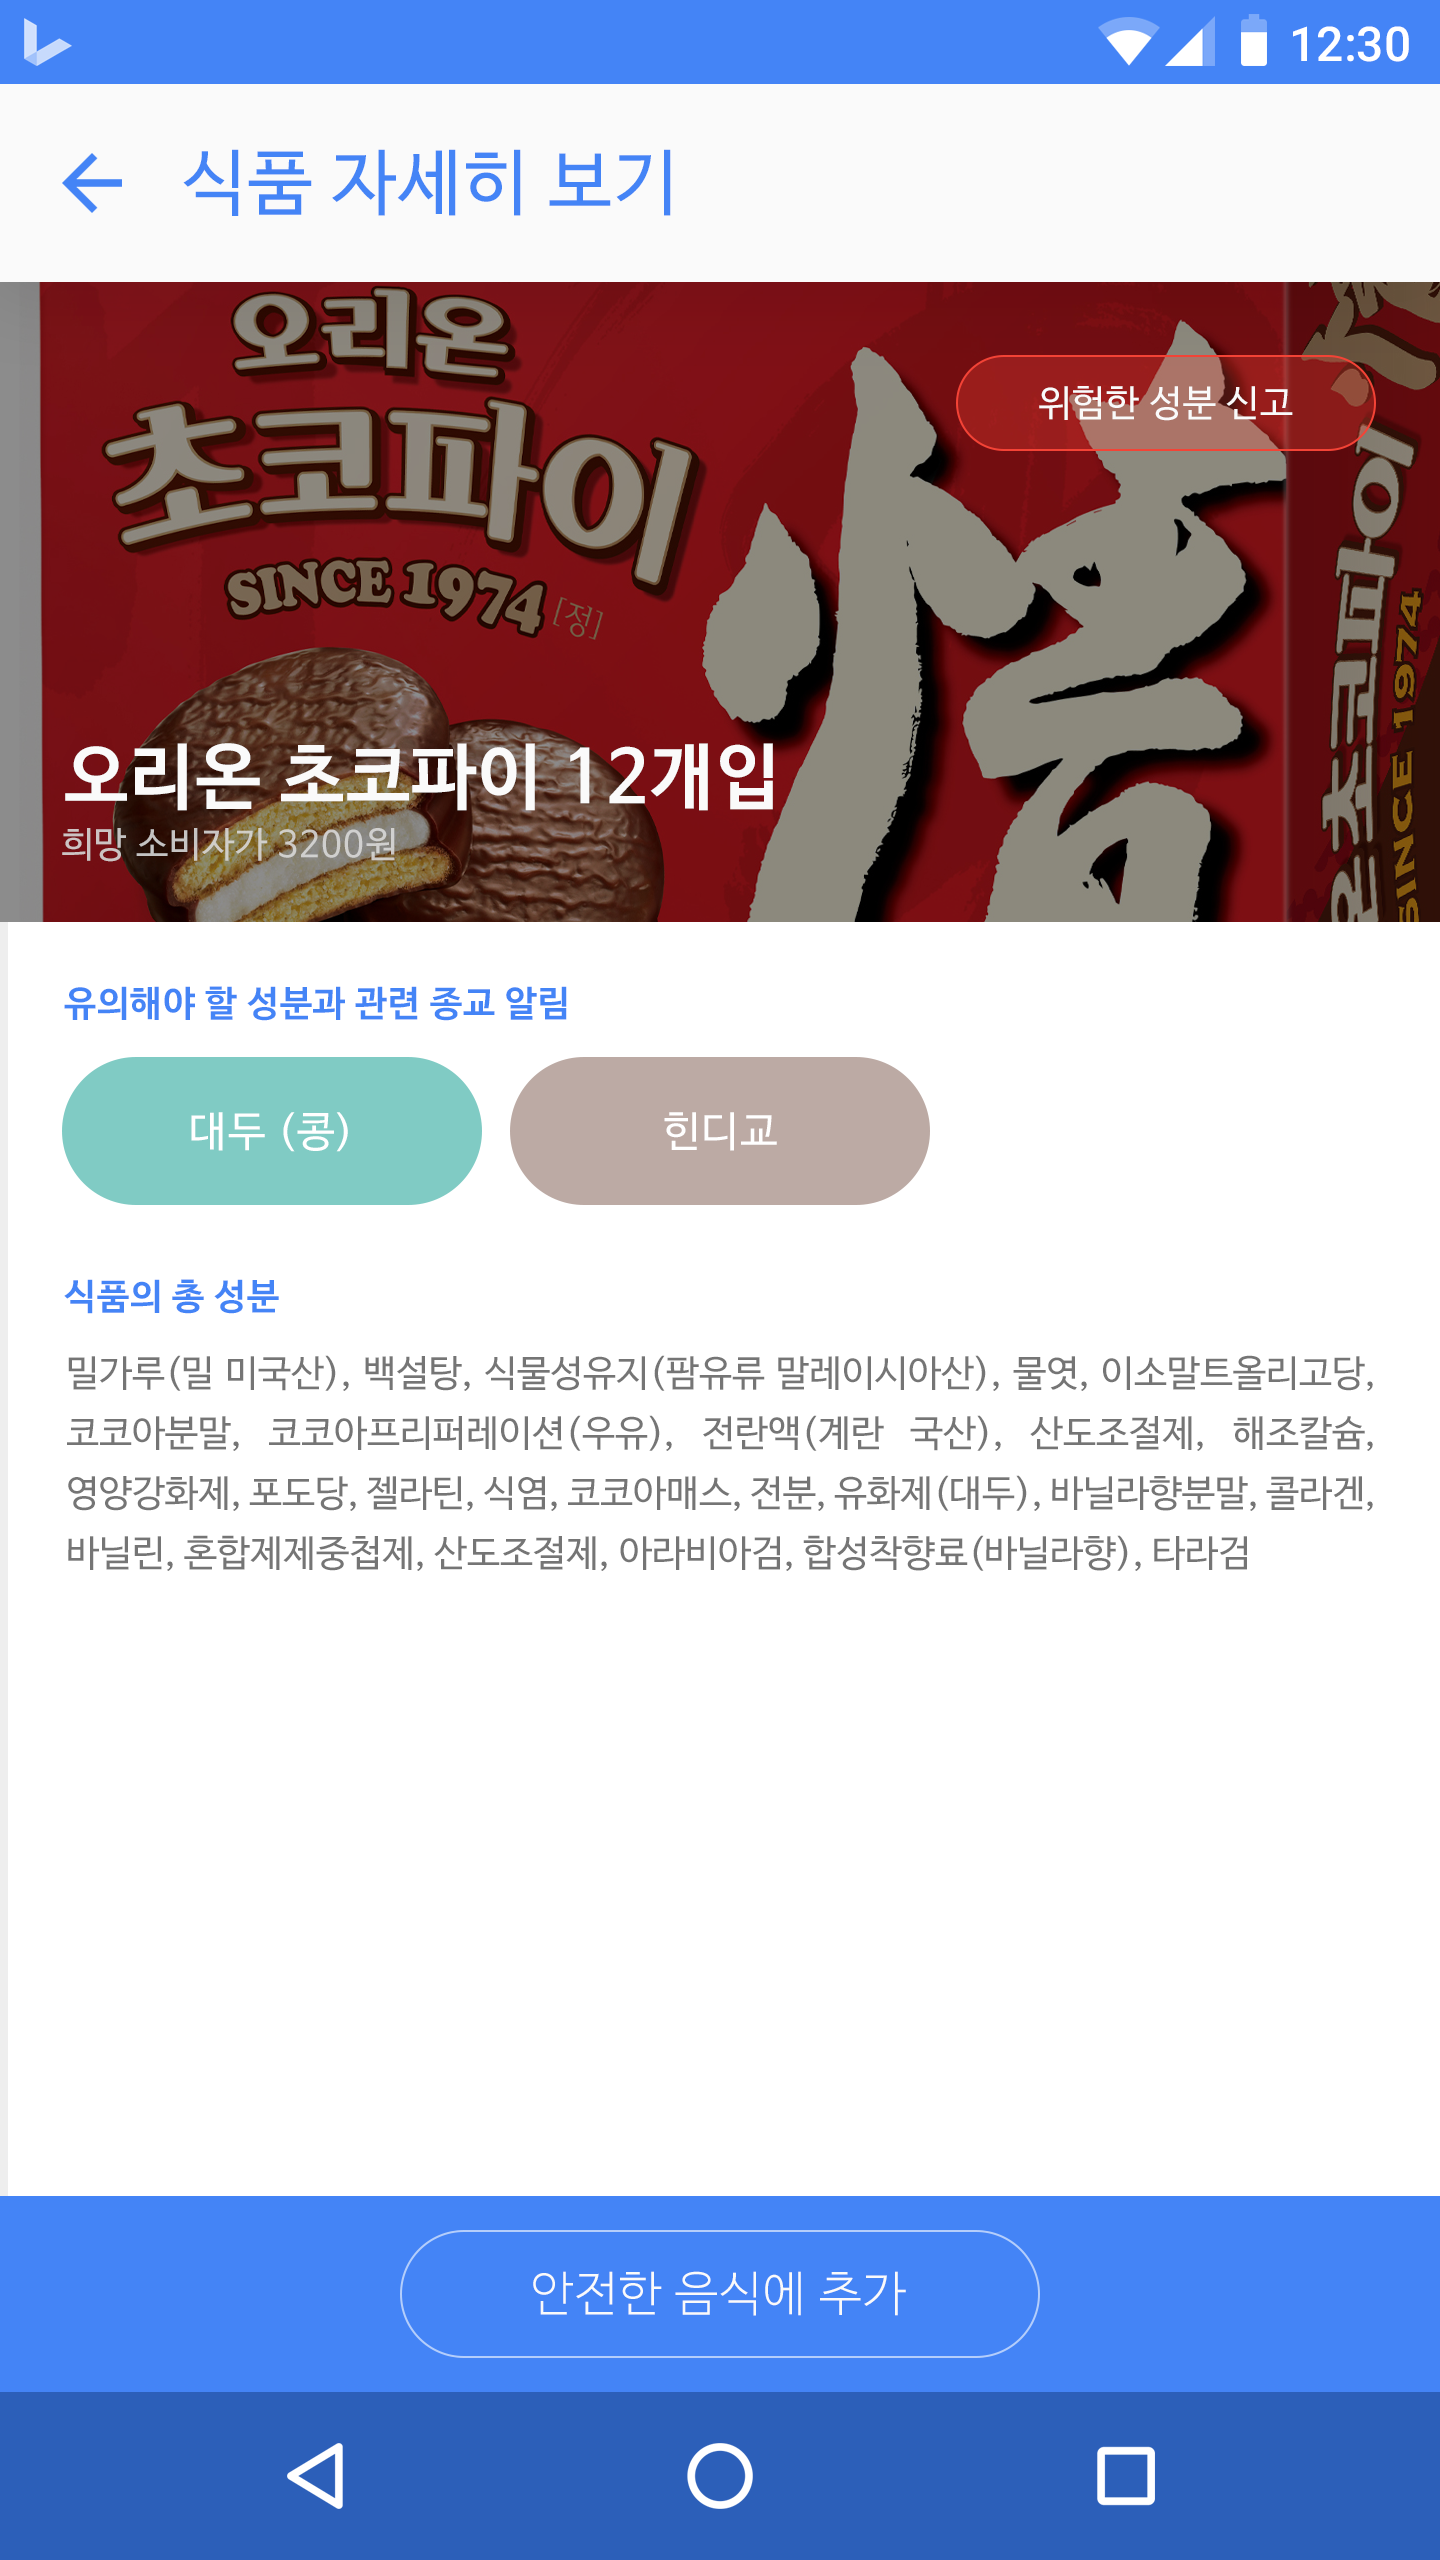 12:30
식품 자세히 보기
오리온
초코파이
SINCE 1974 [정]
情
위험한 성분 신고
초코파이
SINCE 1974
오리온 초코파이 12개입
희망 소비자가 3200원
유의해야 할 성분과 관련 종교 알림
대두 (콩)
힌디교
식품의 총 성분
밀가루(밀 미국산), 백설탕, 식물성유지(팜유류 말레이시아산), 물엿, 이소말트올리고당,
코코아분말, 코코아프리퍼레이션(우유), 전란액(계란 국산), 산도조절제, 해조칼슘,
영양강화제, 포도당, 젤라틴, 식염, 코코아매스, 전분, 유화제(대두), 바닐라향분말, 콜라겐,
바닐린, 혼합제제중첩제, 산도조절제, 아라비아검, 합성착향료(바닐라향), 타라검
안전한 음식에 추가